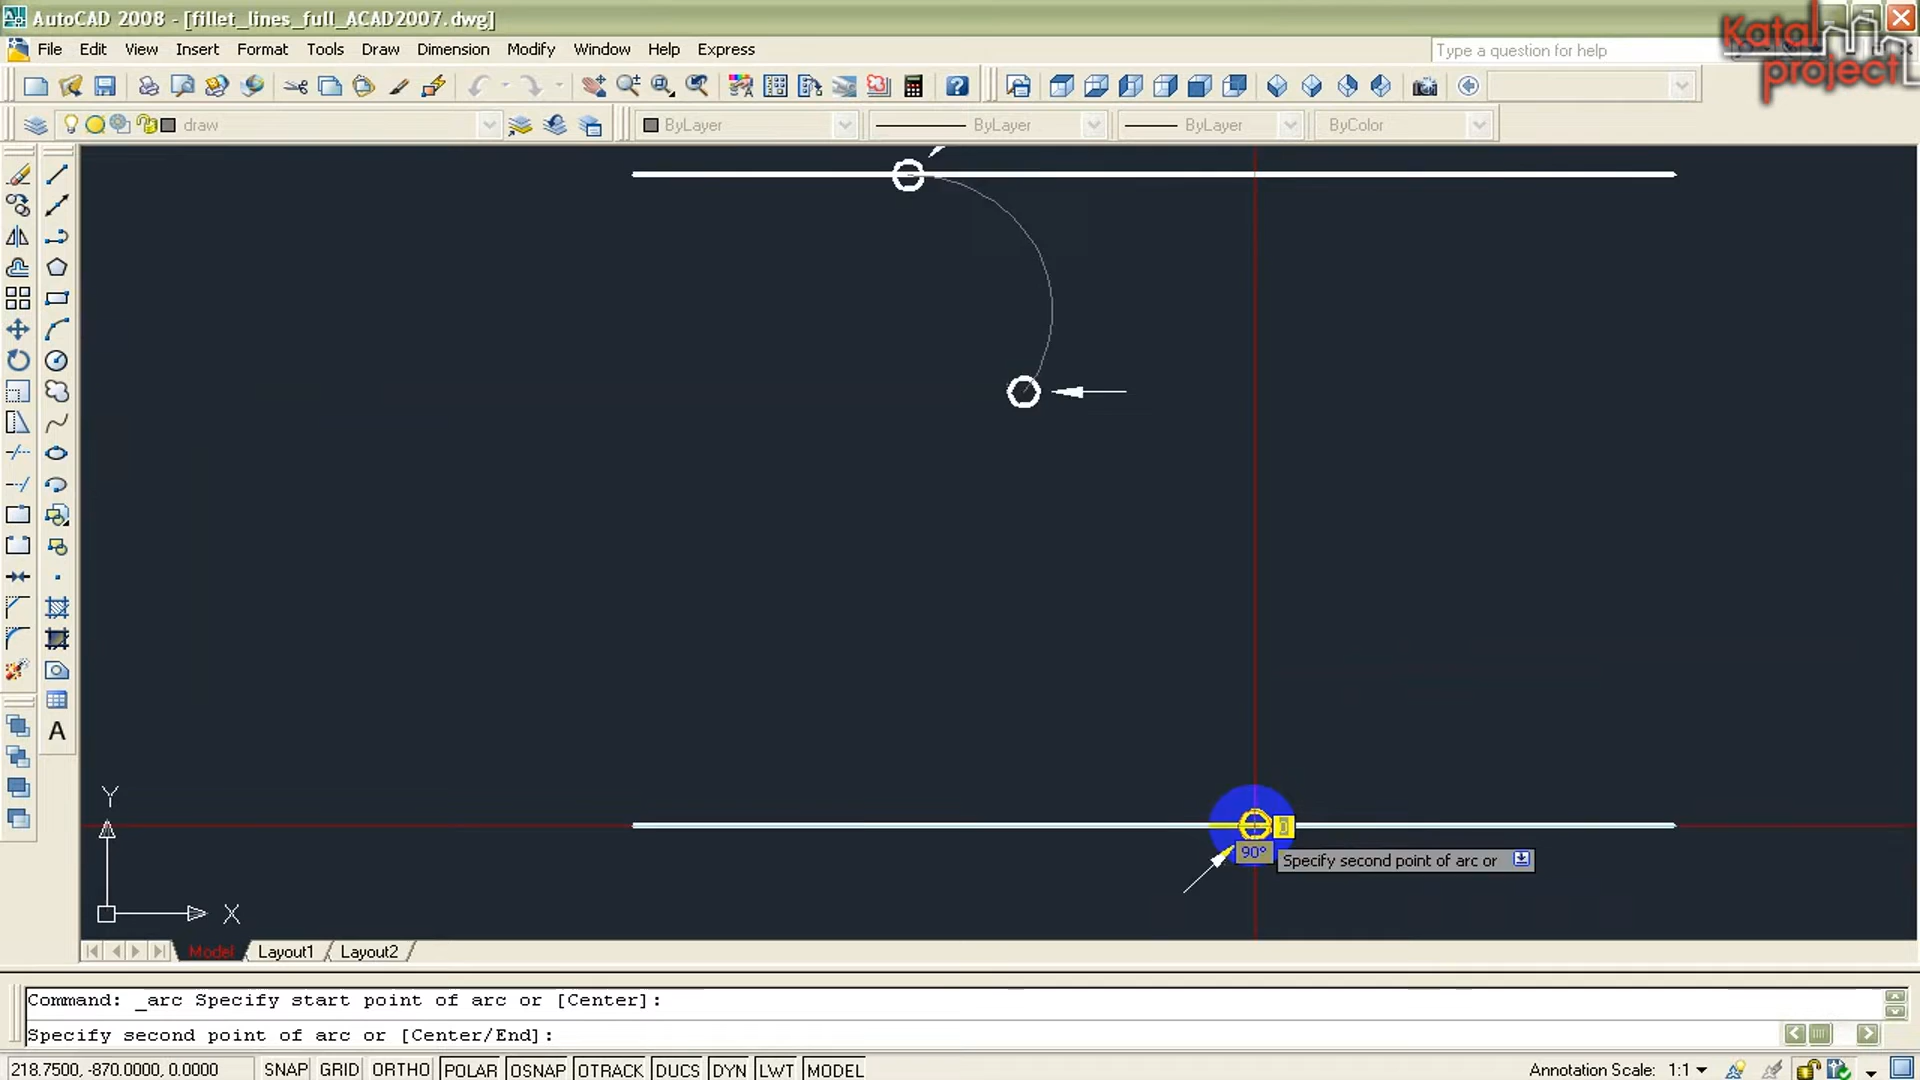 AutoCAD 2008 - [fillet_lines_full_ACAD2007.dwg]
Katal
project
File Edit View Insert Format Tools Draw Dimension Modify Window Help Express
Type a question for help
draw
ByLayer
ByLayer
ByLayer
ByColor
A
Y
X
90°
Specify second point of arc or
Model Layout1 Layout2
Command: _arc Specify start point of arc or [Center]:
Specify second point of arc or [Center/End]:
218.7500, -870.0000, 0.0000 SNAP GRID ORTHO POLAR OSNAP OTRACK DUCS DYN LWT MODEL Annotation Scale: 1:1